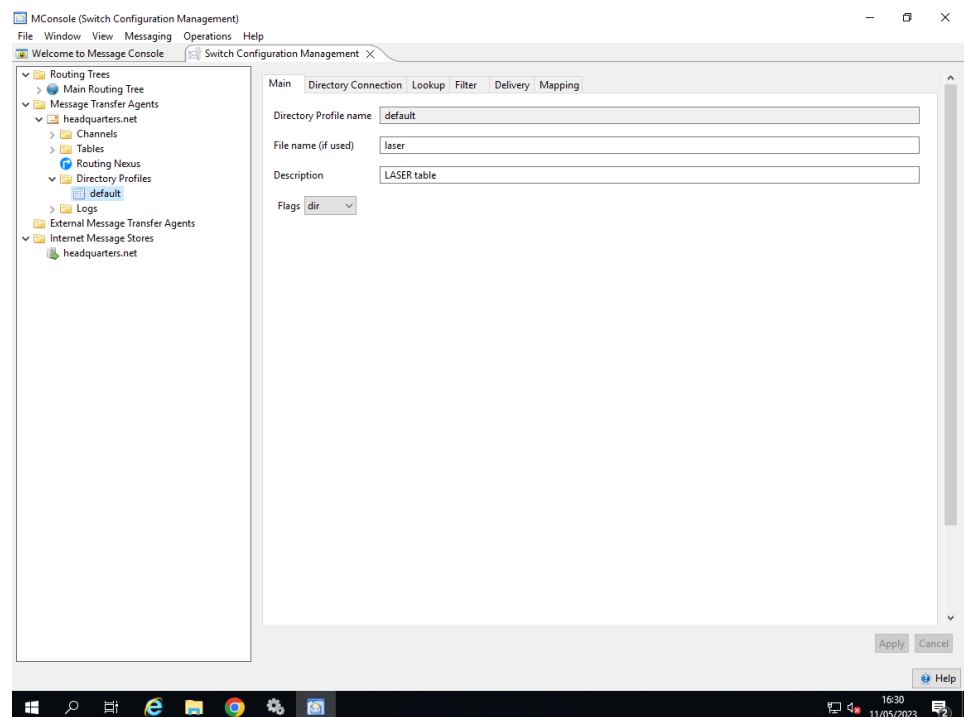 MConsole (Switch Configuration Management)
File Window View Messaging Operations Help
Welcome to Message Console Switch Configuration Management
Routing Trees
Main Routing Tree
Message Transfer Agents
headquarters.net
Channels
Tables
Routing Nexus
Directory Profiles
default
Logs
External Message Transfer Agents
Internet Message Stores
headquarters.net
Main Directory Connection Lookup Filter Delivery Mapping
Directory Profile name default
File name (if used) laser
Description LASER table
Flags dir
Apply Cancel
Help
16:30
11/05/2023
2